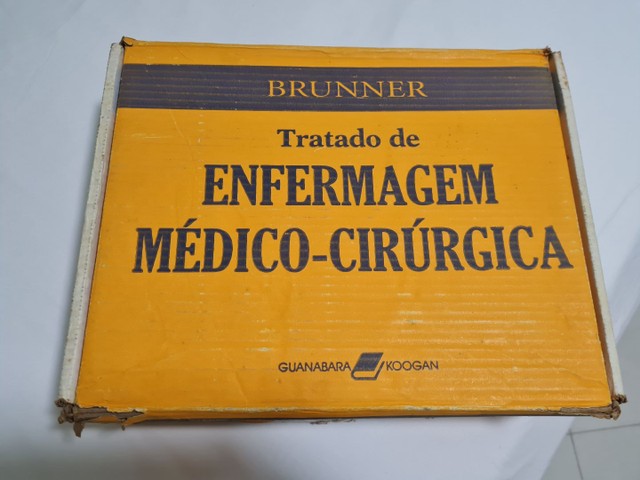 BRUNNER
Tratado de
ENFERMAGEM
MÉDICO-CIRÚRGICA
GUANABARA KOOGAN